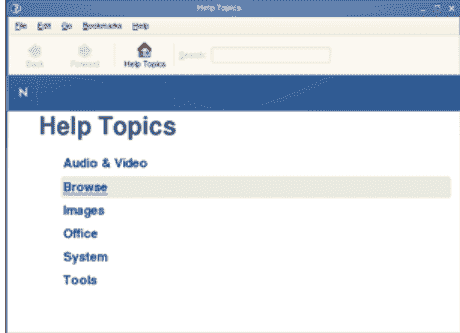 Help Topics
File Edit Go Bookmarks Help
Back Forward Help Topics Search:
N
Help Topics
Audio & Video
Browse
Images
Office
System
Tools